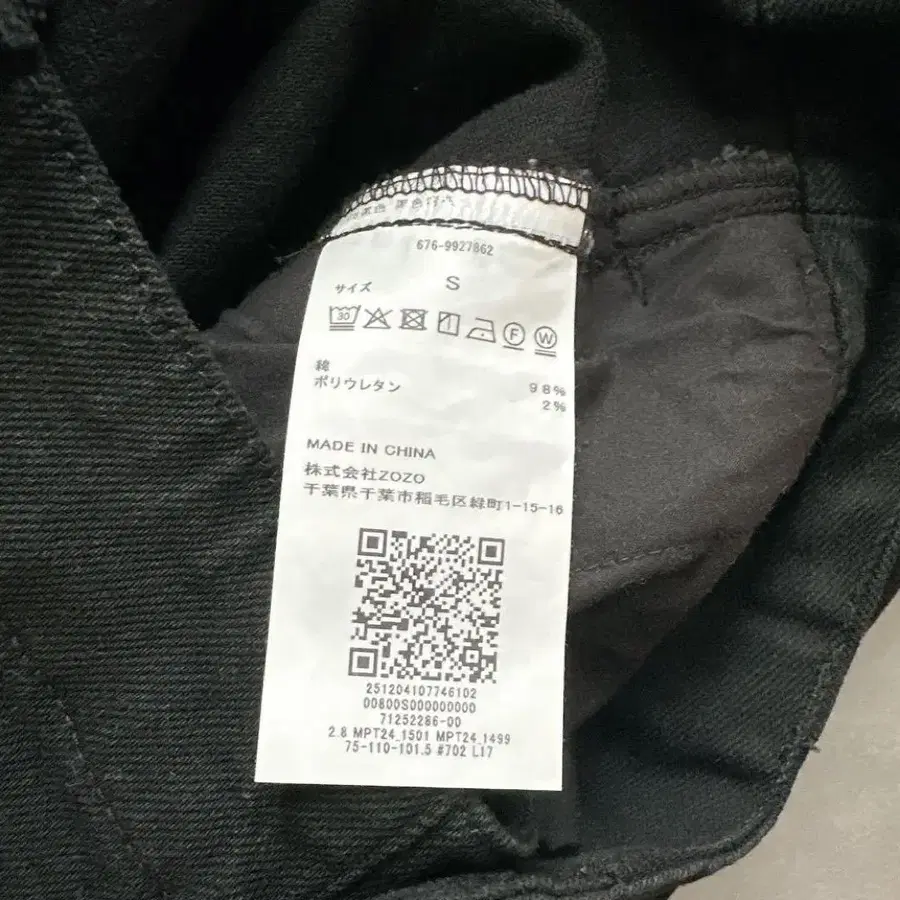 676-9927862
サイズ S
30 F W
綿 98%
ポリウレタン 2%
MADE IN CHINA
株式会社ZOZO
千葉県千葉市稲毛区緑町1-15-16
251204107746102
00800S000000000
71252286-00
2.8 MPT24_1501 MPT24_1499
75-110-101.5 #702 L17